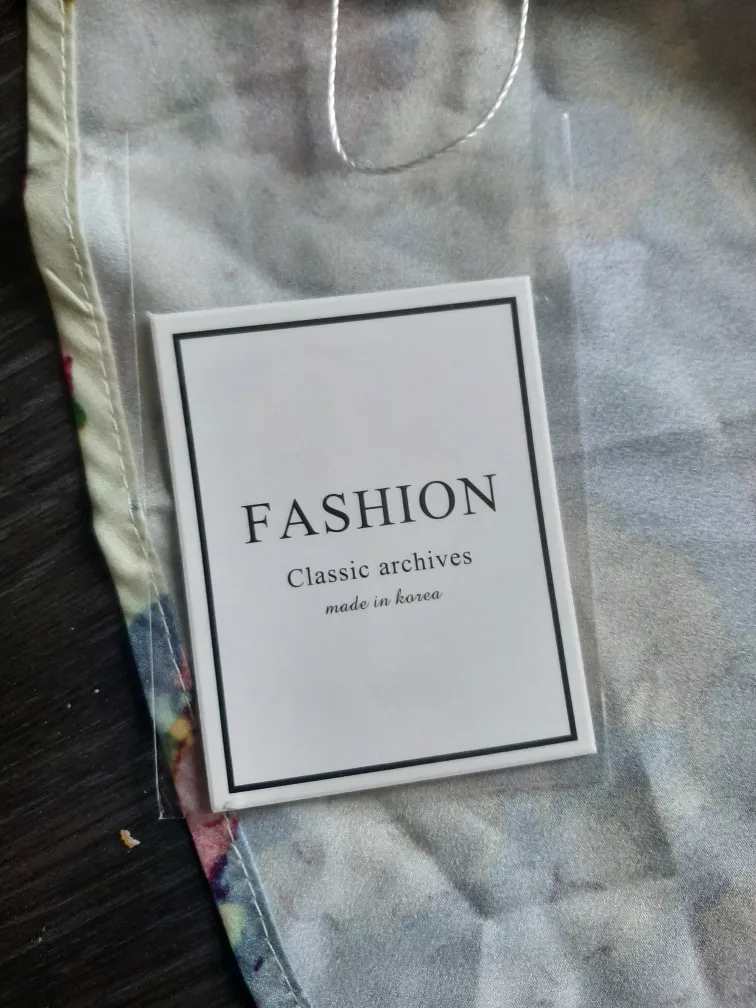 FASHION
Classic archives
made in korea